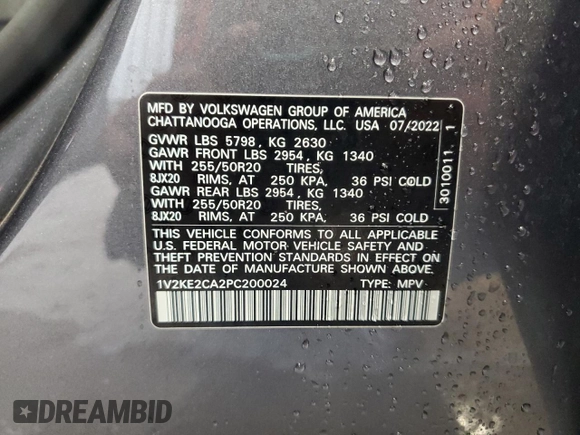 MFD BY VOLKSWAGEN GROUP OF AMERICA
CHATTANOOGA OPERATIONS, LLC. USA 07/2022
GVWR LBS 5798, KG 2630
GAWR FRONT LBS 2954, KG 1340
WITH 255/50R20 TIRES,
8JX20 RIMS, AT 250 KPA, 36 PSI COLD
GAWR REAR LBS 2954, KG 1340
WITH 255/50R20 TIRES,
8JX20 RIMS, AT 250 KPA, 36 PSI COLD
THIS VEHICLE CONFORMS TO ALL APPLICABLE
U.S. FEDERAL MOTOR VEHICLE SAFETY AND
THEFT PREVENTION STANDARDS IN EFFECT ON
THE DATE OF MANUFACTURE SHOWN ABOVE.
1V2KE2CA2PC200024 TYPE: MPV
3010011 1
DREAMBID